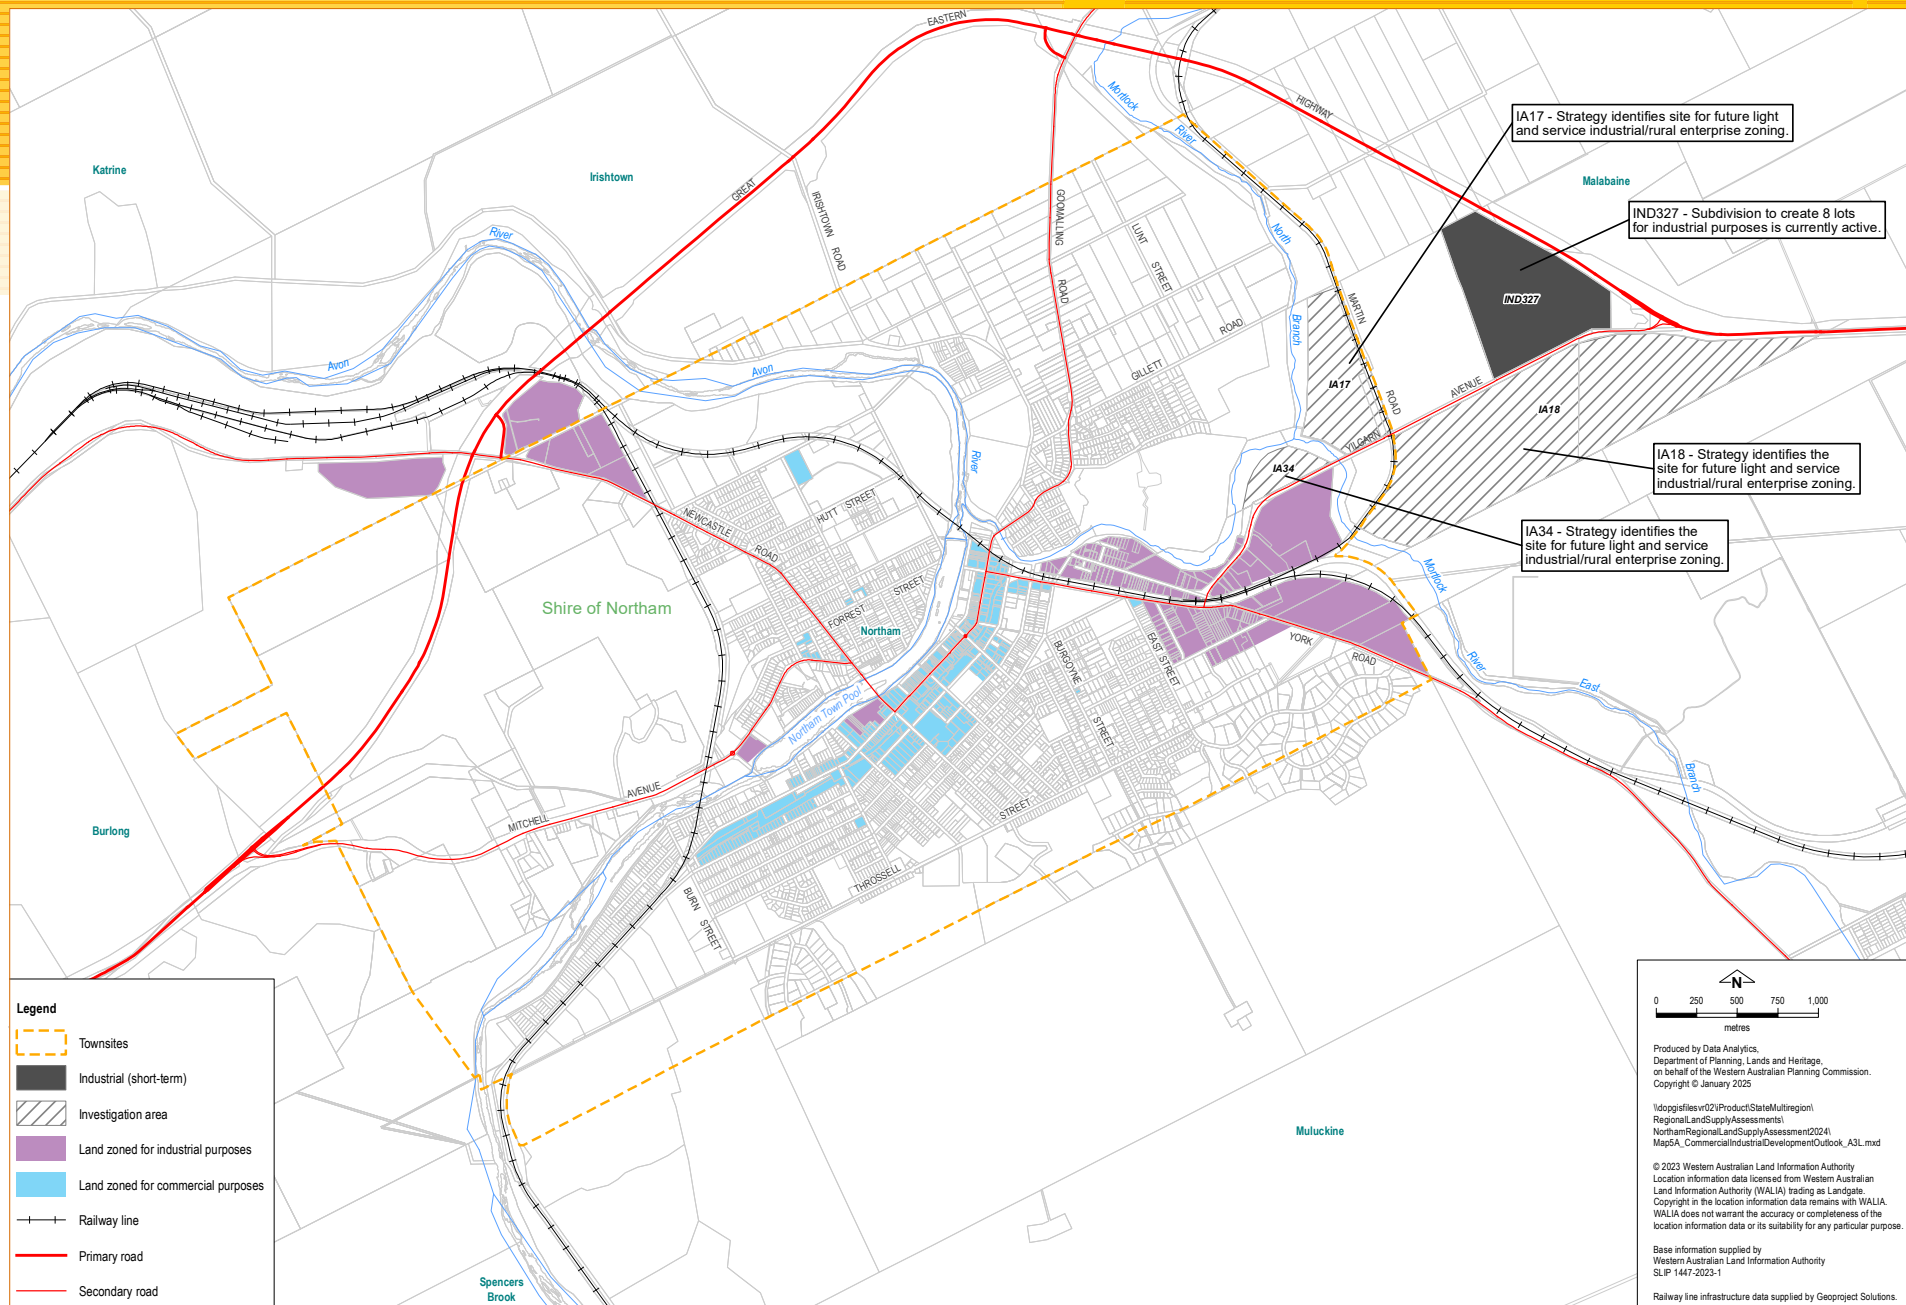 EASTERN
HIGHWAY
GREAT
Mortlock
River
North
Branch
IA17 - Strategy identifies site for future light
and service industrial/rural enterprise zoning.
Katrine
Irishtown
Malabaine
IND327 - Subdivision to create 8 lots
for industrial purposes is currently active.
IRISHTOWN
ROAD
GOOMALLING
ROAD
LUNT
STREET
River
Avon
Avon
River
MARTIN
ROAD
IND327
GILLETT
ROAD
IA17
AVENUE
YILGARN
IA18
IA34
IA18 - Strategy identifies the
site for future light and service
industrial/rural enterprise zoning.
IA34 - Strategy identifies the
site for future light and service
industrial/rural enterprise zoning.
NEWCASTLE
ROAD
HUTT STREET
FORREST
STREET
Shire of Northam
Northam
Mortlock
River
East
Branch
BURGOYNE
STREET
EAST STREET
YORK
ROAD
Northam Town Pool
MITCHELL
AVENUE
Burlong
THROSSELL
STREET
BURN
STREET
Muluckine
Spencers
Brook
Legend
Townsites
Industrial (short-term)
Investigation area
Land zoned for industrial purposes
Land zoned for commercial purposes
Railway line
Primary road
Secondary road
N
0 250 500 750 1,000
metres
Produced by Data Analytics,
Department of Planning, Lands and Heritage,
on behalf of the Western Australian Planning Commission.
Copyright © January 2025
\\dopgisfilesvr02\iProduct\StateMultiregion\
RegionalLandSupplyAssessments\
NorthamRegionalLandSupplyAssessment2024\
Map5A_CommercialIndustrialDevelopmentOutlook_A3L.mxd
© 2023 Western Australian Land Information Authority
Location information data licensed from Western Australian
Land Information Authority (WALIA) trading as Landgate.
Copyright in the location information data remains with WALIA.
WALIA does not warrant the accuracy or completeness of the
location information data or its suitability for any particular purpose.
Base information supplied by
Western Australian Land Information Authority
SLIP 1447-2023-1
Railway line infrastructure data supplied by Geoproject Solutions.